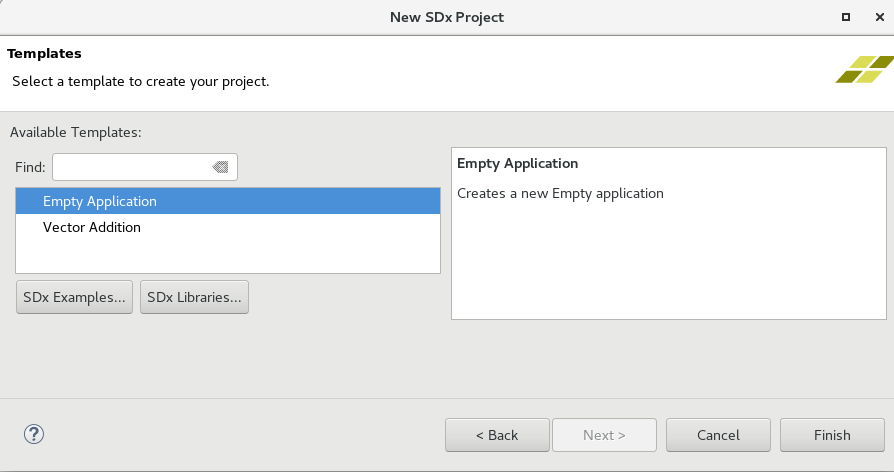 New SDx Project
Templates
Select a template to create your project.
Available Templates:
Find:
Empty Application
Vector Addition
SDx Examples...
SDx Libraries...
Empty Application
Creates a new Empty application
?
< Back
Next >
Cancel
Finish